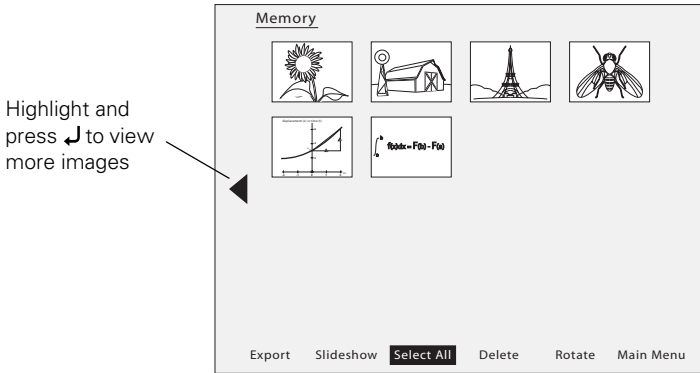 Memory
Highlight and
press ↵ to view
more images
f(x)dx = F(b) - F(a)
b
a
Export Slideshow Select All Delete Rotate Main Menu